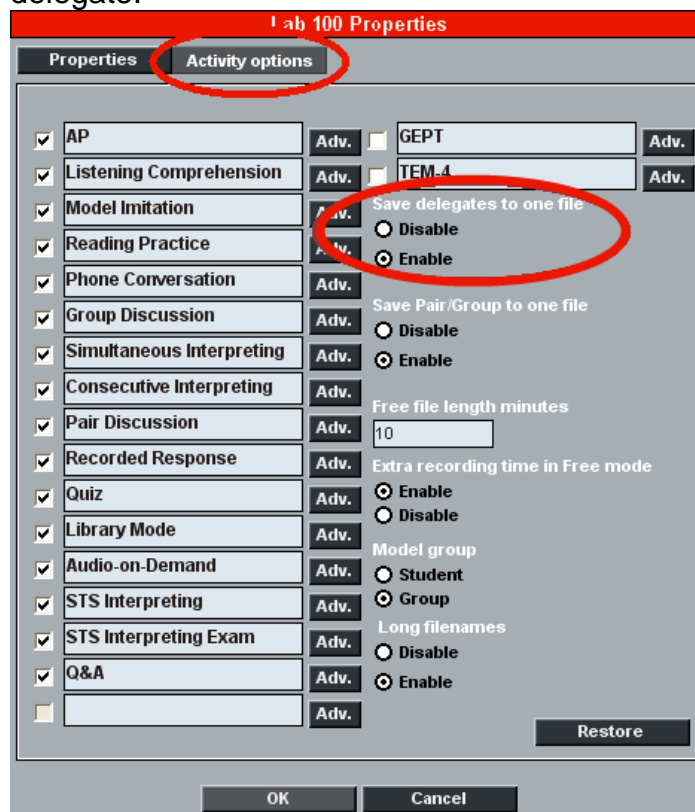 delegate.
Lab 100 Properties
Properties Activity options
AP Adv.
Listening Comprehension Adv.
Model Imitation Adv.
Reading Practice Adv.
Phone Conversation Adv.
Group Discussion Adv.
Simultaneous Interpreting Adv.
Consecutive Interpreting Adv.
Pair Discussion Adv.
Recorded Response Adv.
Quiz Adv.
Library Mode Adv.
Audio-on-Demand Adv.
STS Interpreting Adv.
STS Interpreting Exam Adv.
Q&A Adv.
Adv.
GEPT Adv.
TEM-4 Adv.
Save delegates to one file
Disable
Enable
Save Pair/Group to one file
Disable
Enable
Free file length minutes
10
Extra recording time in Free mode
Enable
Disable
Model group
Student
Group
Long filenames
Disable
Enable
Restore
OK Cancel